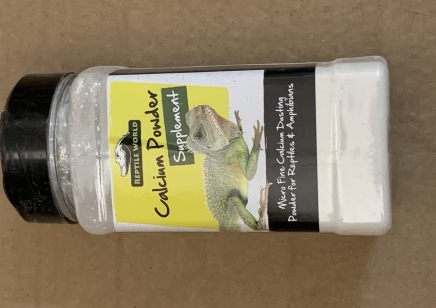 REPTILE WORLD
Calcium Powder
Supplement
Micro Fine Calcium Dusting
Powder for Reptiles & Amphibians